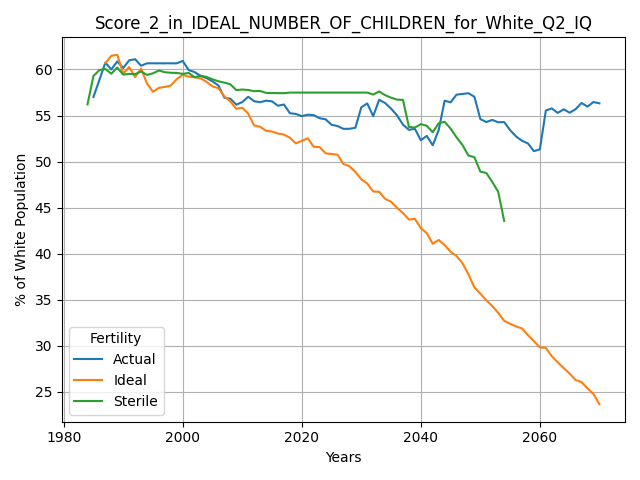 Score_2_in_IDEAL_NUMBER_OF_CHILDREN_for_White_Q2_IQ
% of White Population
60
55
50
45
40
35
30
25
Fertility
Actual
Ideal
Sterile
1980 2000 2020 2040 2060
Years